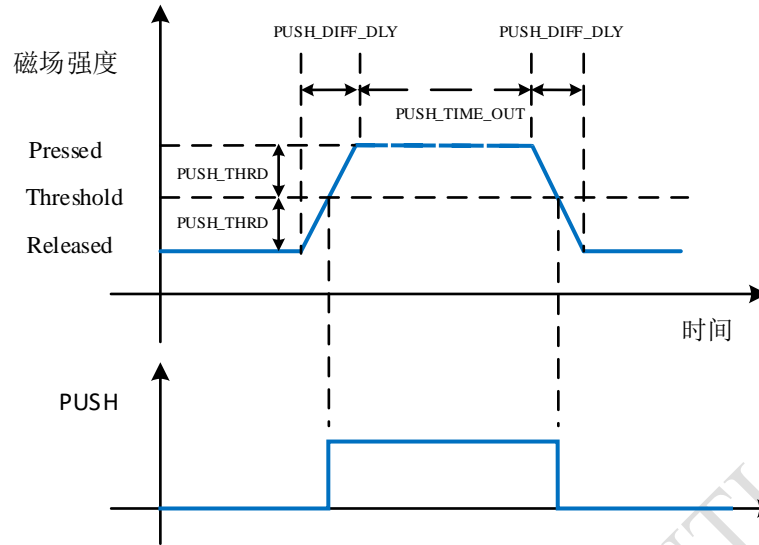 PUSH_DIFF_DLY PUSH_DIFF_DLY
磁场强度
PUSH_TIME_OUT
Pressed
PUSH_THRD
Threshold
PUSH_THRD
Released
时间
PUSH